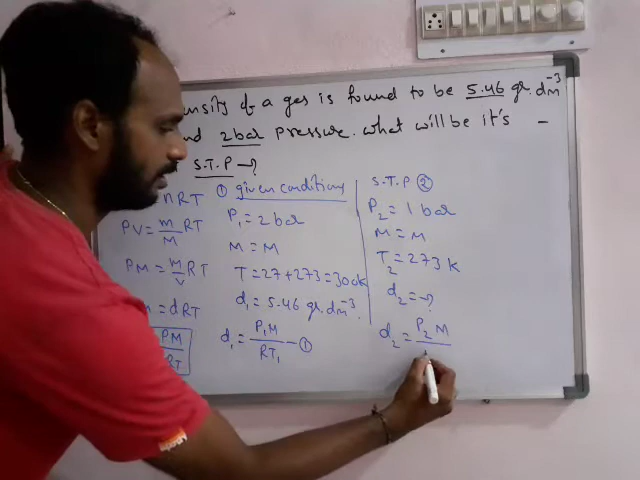 nsity of a gas is found to be 5.46 gr.dm⁻³
nd 2bar pressure. what will be it's -
S.T.P →?
nRT
PV = m/M RT
PM = m/V RT
= dRT
PM
RT
① given conditions
P₁ = 2 bar
M = M
T = 27 + 273 = 300k
d₁ = 5.46 gr.dm⁻³.
d₁ = P₁M / RT₁ - ①
S.T.P ②
P₂ = 1 bar
M = M
T₂ = 273 k
d₂ = →?
d₂ = P₂ M